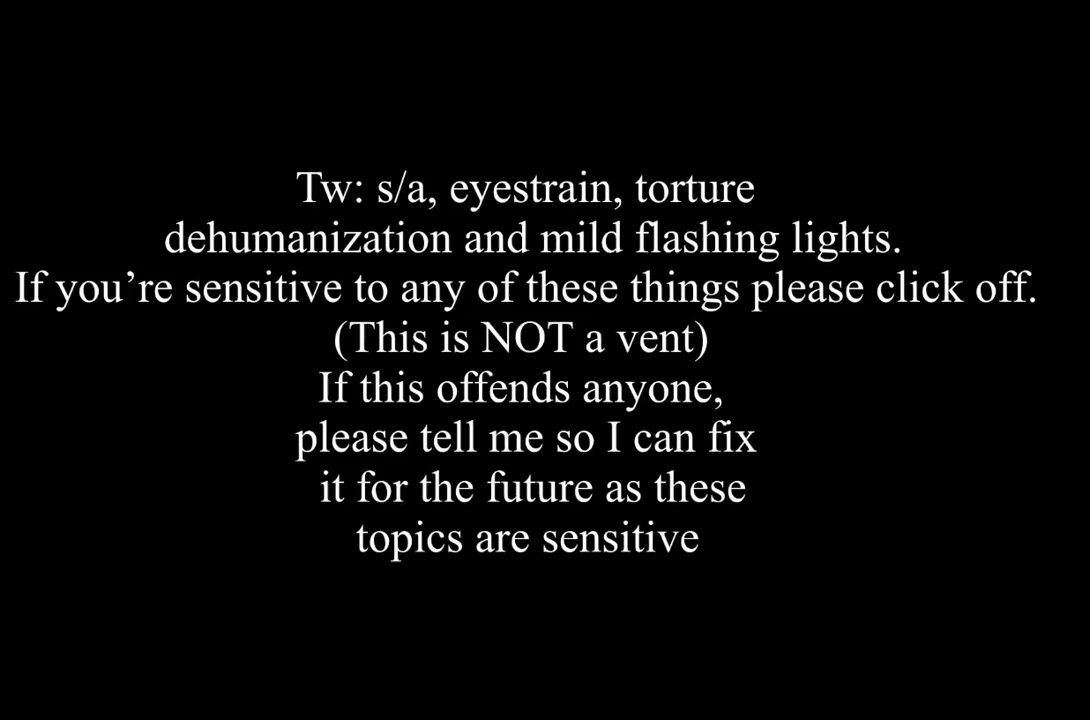 Tw: s/a, eyestrain, torture
dehumanization and mild flashing lights.
If you’re sensitive to any of these things please click off.
(This is NOT a vent)
If this offends anyone,
please tell me so I can fix
it for the future as these
topics are sensitive